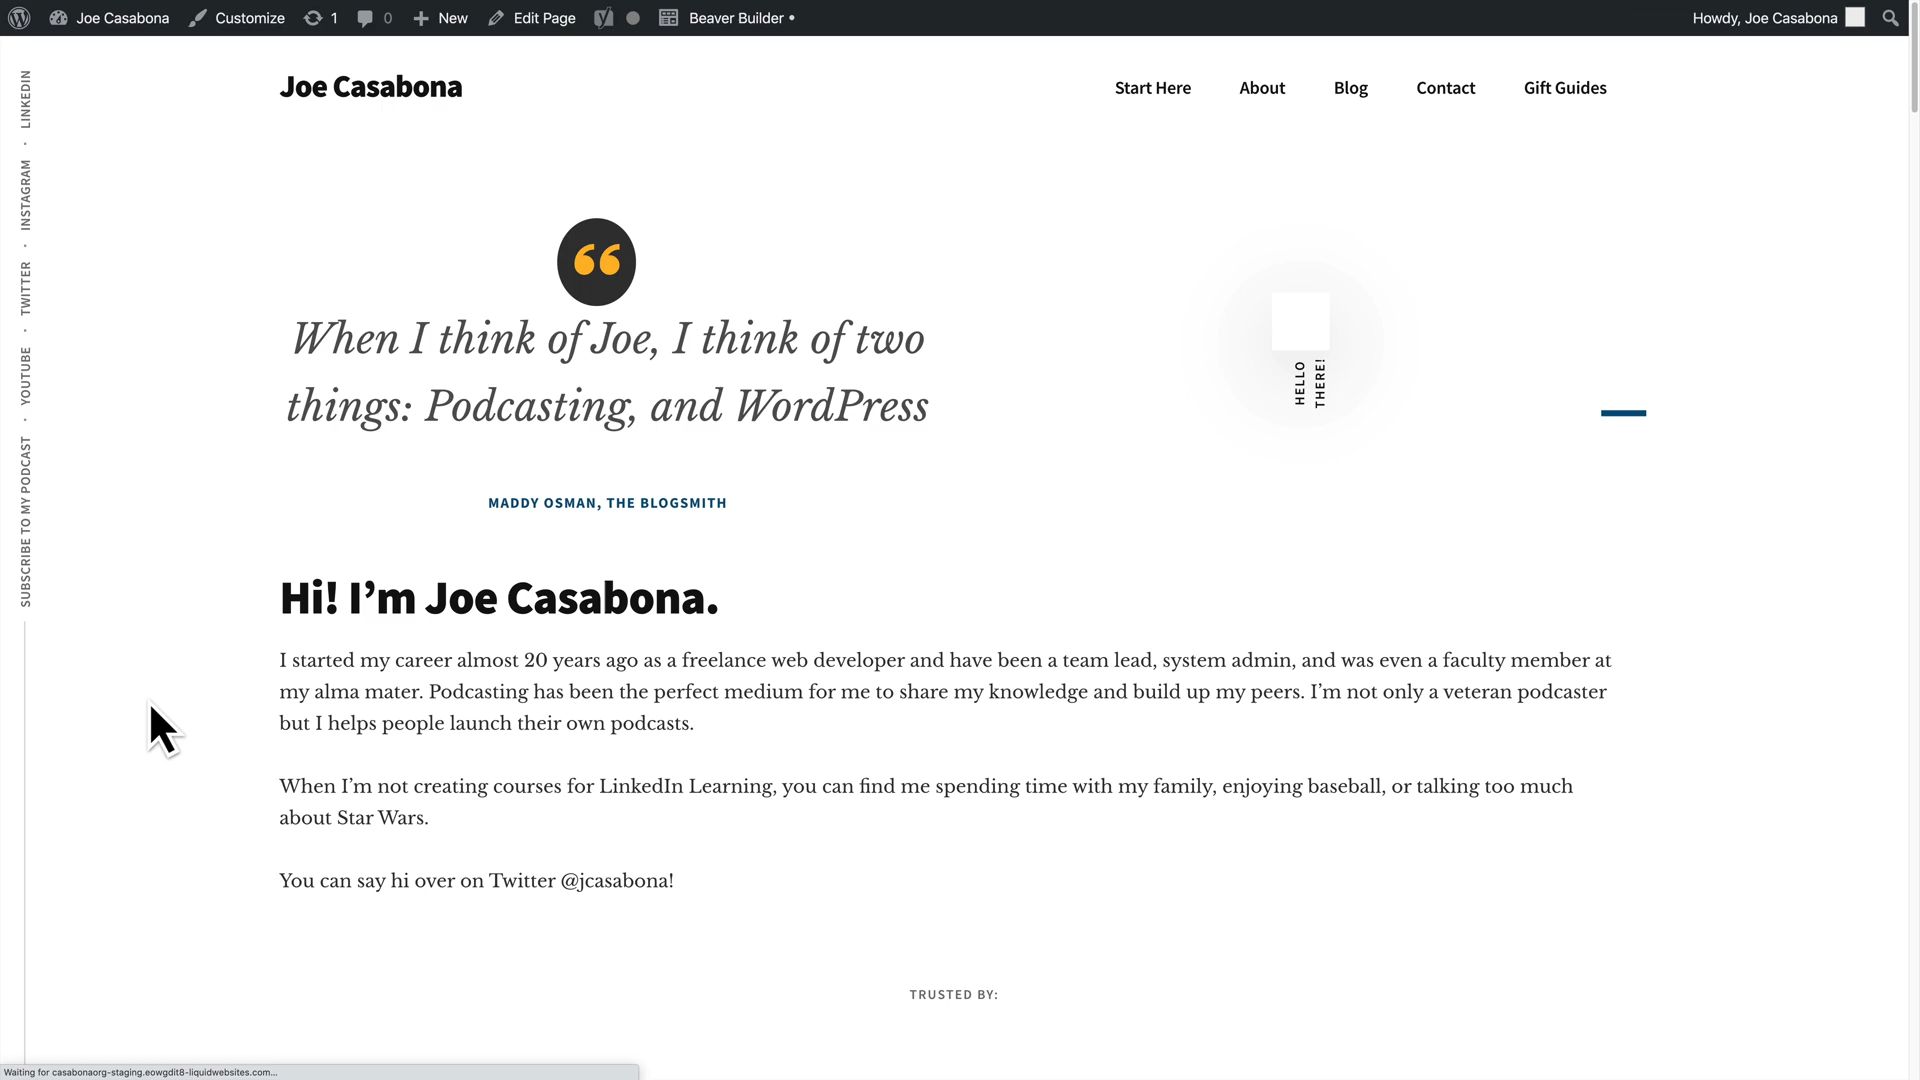 Joe Casabona Customize 1 0 New Edit Page Beaver Builder • Howdy, Joe Casabona
LINKEDIN · INSTAGRAM · TWITTER · YOUTUBE · SUBSCRIBE TO MY PODCAST
Joe Casabona
Start Here About Blog Contact Gift Guides
When I think of Joe, I think of two
things: Podcasting, and WordPress
MADDY OSMAN, THE BLOGSMITH
HELLO
THERE!
Hi! I’m Joe Casabona.
I started my career almost 20 years ago as a freelance web developer and have been a team lead, system admin, and was even a faculty member at
my alma mater. Podcasting has been the perfect medium for me to share my knowledge and build up my peers. I’m not only a veteran podcaster
but I helps people launch their own podcasts.
When I’m not creating courses for LinkedIn Learning, you can find me spending time with my family, enjoying baseball, or talking too much
about Star Wars.
You can say hi over on Twitter @jcasabona!
TRUSTED BY:
Waiting for casabonaorg-staging.eowgdit8-liquidwebsites.com...